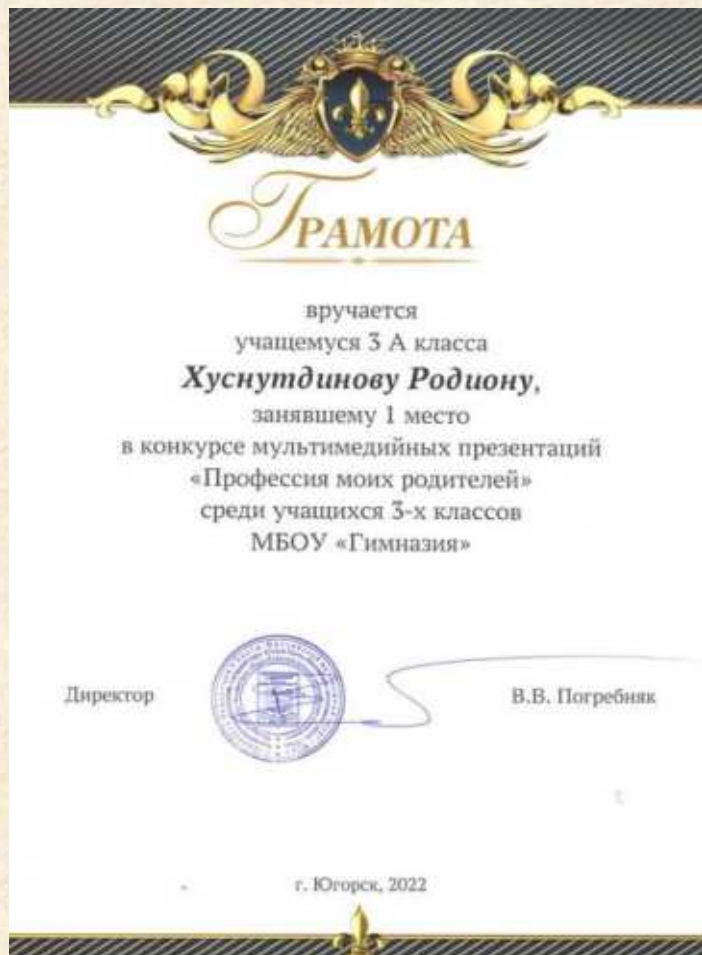 ГРАМОТА
вручается
учащемуся 3 А класса
Хуснутдинову Родиону,
занявшему 1 место
в конкурсе мультимедийных презентаций
«Профессия моих родителей»
среди учащихся 3-х классов
МБОУ «Гимназия»
Директор В.В. Погребняк
г. Югорск, 2022